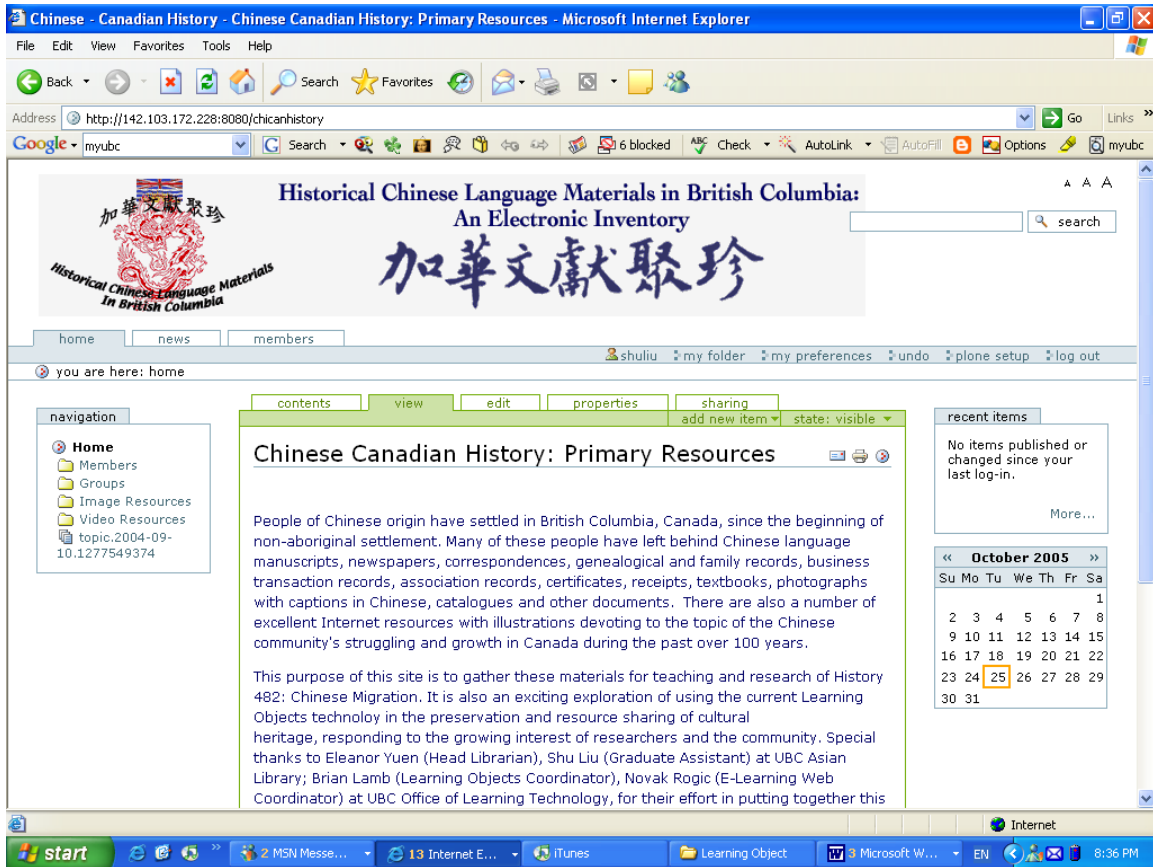 Chinese - Canadian History - Chinese Canadian History: Primary Resources - Microsoft Internet Explorer
File Edit View Favorites Tools Help
Back Search Favorites
Address http://142.103.172.228:8080/chicanhistory Go Links »
Google myubc Search 6 blocked Check AutoLink AutoFill Options myubc
加華文獻聚珍
Historical Chinese Language Materials
In British Columbia
Historical Chinese Language Materials in British Columbia:
An Electronic Inventory
加華文獻聚珍
A A A
search
home news members
shuliu my folder my preferences undo plone setup log out
you are here: home
navigation
Home
Members
Groups
Image Resources
Video Resources
topic.2004-09-
10.1277549374
contents view edit properties sharing
add new item state: visible
Chinese Canadian History: Primary Resources
People of Chinese origin have settled in British Columbia, Canada, since the beginning of
non-aboriginal settlement. Many of these people have left behind Chinese language
manuscripts, newspapers, correspondences, genealogical and family records, business
transaction records, association records, certificates, receipts, textbooks, photographs
with captions in Chinese, catalogues and other documents. There are also a number of
excellent Internet resources with illustrations devoting to the topic of the Chinese
community's struggling and growth in Canada during the past over 100 years.
This purpose of this site is to gather these materials for teaching and research of History
482: Chinese Migration. It is also an exciting exploration of using the current Learning
Objects technoloy in the preservation and resource sharing of cultural
heritage, responding to the growing interest of researchers and the community. Special
thanks to Eleanor Yuen (Head Librarian), Shu Liu (Graduate Assistant) at UBC Asian
Library; Brian Lamb (Learning Objects Coordinator), Novak Rogic (E-Learning Web
Coordinator) at UBC Office of Learning Technology, for their effort in putting together this
recent items
No items published or
changed since your
last log-in.
More...
« October 2005 »
Su Mo Tu We Th Fr Sa
1
2 3 4 5 6 7 8
9 10 11 12 13 14 15
16 17 18 19 20 21 22
23 24 25 26 27 28 29
30 31
Internet
start » 2 MSN Messe... 13 Internet E... iTunes Learning Object 3 Microsoft W... EN 8:36 PM